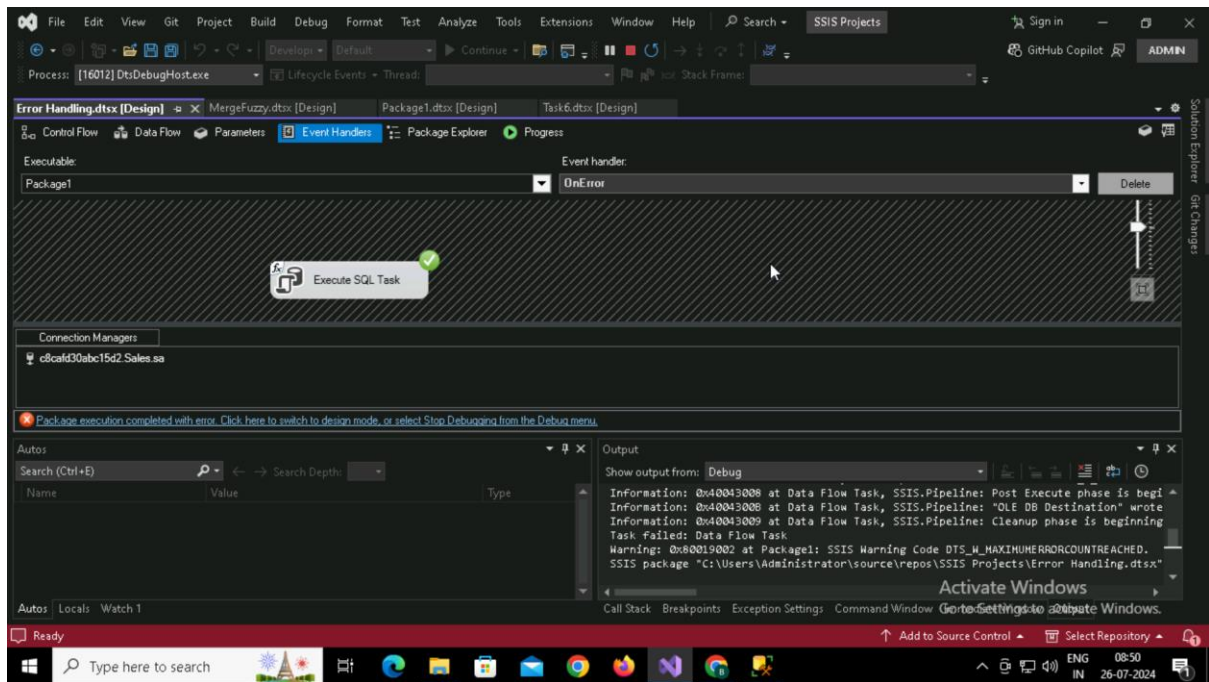 File Edit View Git Project Build Debug Format Test Analyze Tools Extensions Window Help Search SSIS Projects Sign in
Developi Default Continue GitHub Copilot ADMIN
Process: [16012] DtsDebugHost.exe Lifecycle Events Thread: Stack Frame:
Error Handling.dtsx [Design] MergeFuzzy.dtsx [Design] Package1.dtsx [Design] Task6.dtsx [Design]
Control Flow Data Flow Parameters Event Handlers Package Explorer Progress
Executable: Event handler:
Package1 OnError Delete
Solution Explorer Git Changes
fx Execute SQL Task
Connection Managers
c8cafd30abc15d2.Sales.sa
Package execution completed with error. Click here to switch to design mode, or select Stop Debugging from the Debug menu.
Autos
Search (Ctrl+E) Search Depth:
Name Value Type
Output
Show output from: Debug
Information: 0x40043008 at Data Flow Task, SSIS.Pipeline: Post Execute phase is begi
Information: 0x4004300B at Data Flow Task, SSIS.Pipeline: "OLE DB Destination" wrote
Information: 0x40043009 at Data Flow Task, SSIS.Pipeline: Cleanup phase is beginning
Task failed: Data Flow Task
Warning: 0x80019002 at Package1: SSIS Warning Code DTS_W_MAXIMUMERRORCOUNTREACHED.
SSIS package "C:\Users\Administrator\source\repos\SSIS Projects\Error Handling.dtsx"
Activate Windows
Go to Settings to activate Windows.
Autos Locals Watch 1
Call Stack Breakpoints Exception Settings Command Window
Ready Add to Source Control Select Repository
Type here to search
ENG IN
08:50
26-07-2024